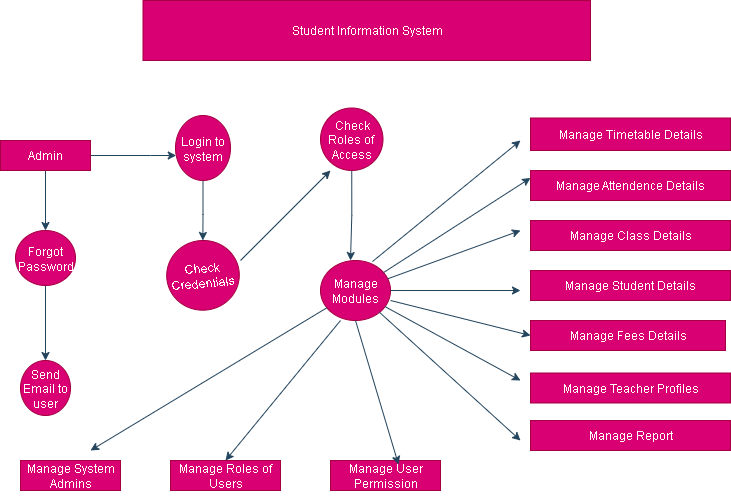 Student Information System
Admin
Login to
system
Check
Roles of
Access
Manage Timetable Details
Manage Attendence Details
Manage Class Details
Manage Student Details
Manage Fees Details
Manage Teacher Profiles
Manage Report
Forgot
Password
Check
Credentials
Manage
Modules
Send
Email to
user
Manage System
Admins
Manage Roles of
Users
Manage User
Permission